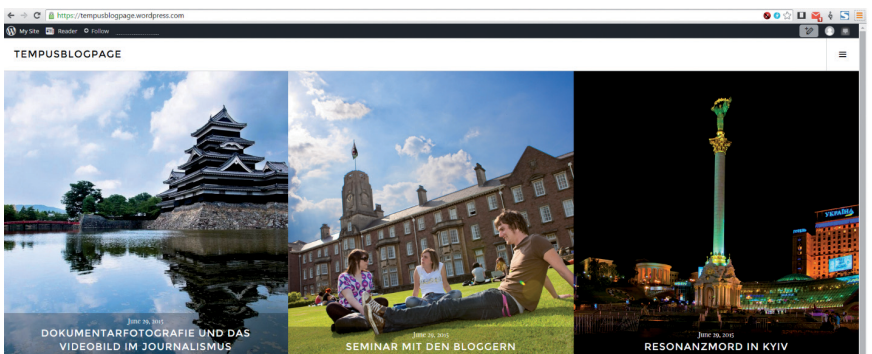 https://tempusblogpage.wordpress.com
My Site Reader Follow
TEMPUSBLOGPAGE
УКРАЇНА
June 29, 2015
DOKUMENTARFOTOGRAFIE UND DAS
VIDEOBILD IM JOURNALISMUS
June 29, 2015
SEMINAR MIT DEN BLOGGERN
June 29, 2015
RESONANZMORD IN KYIV